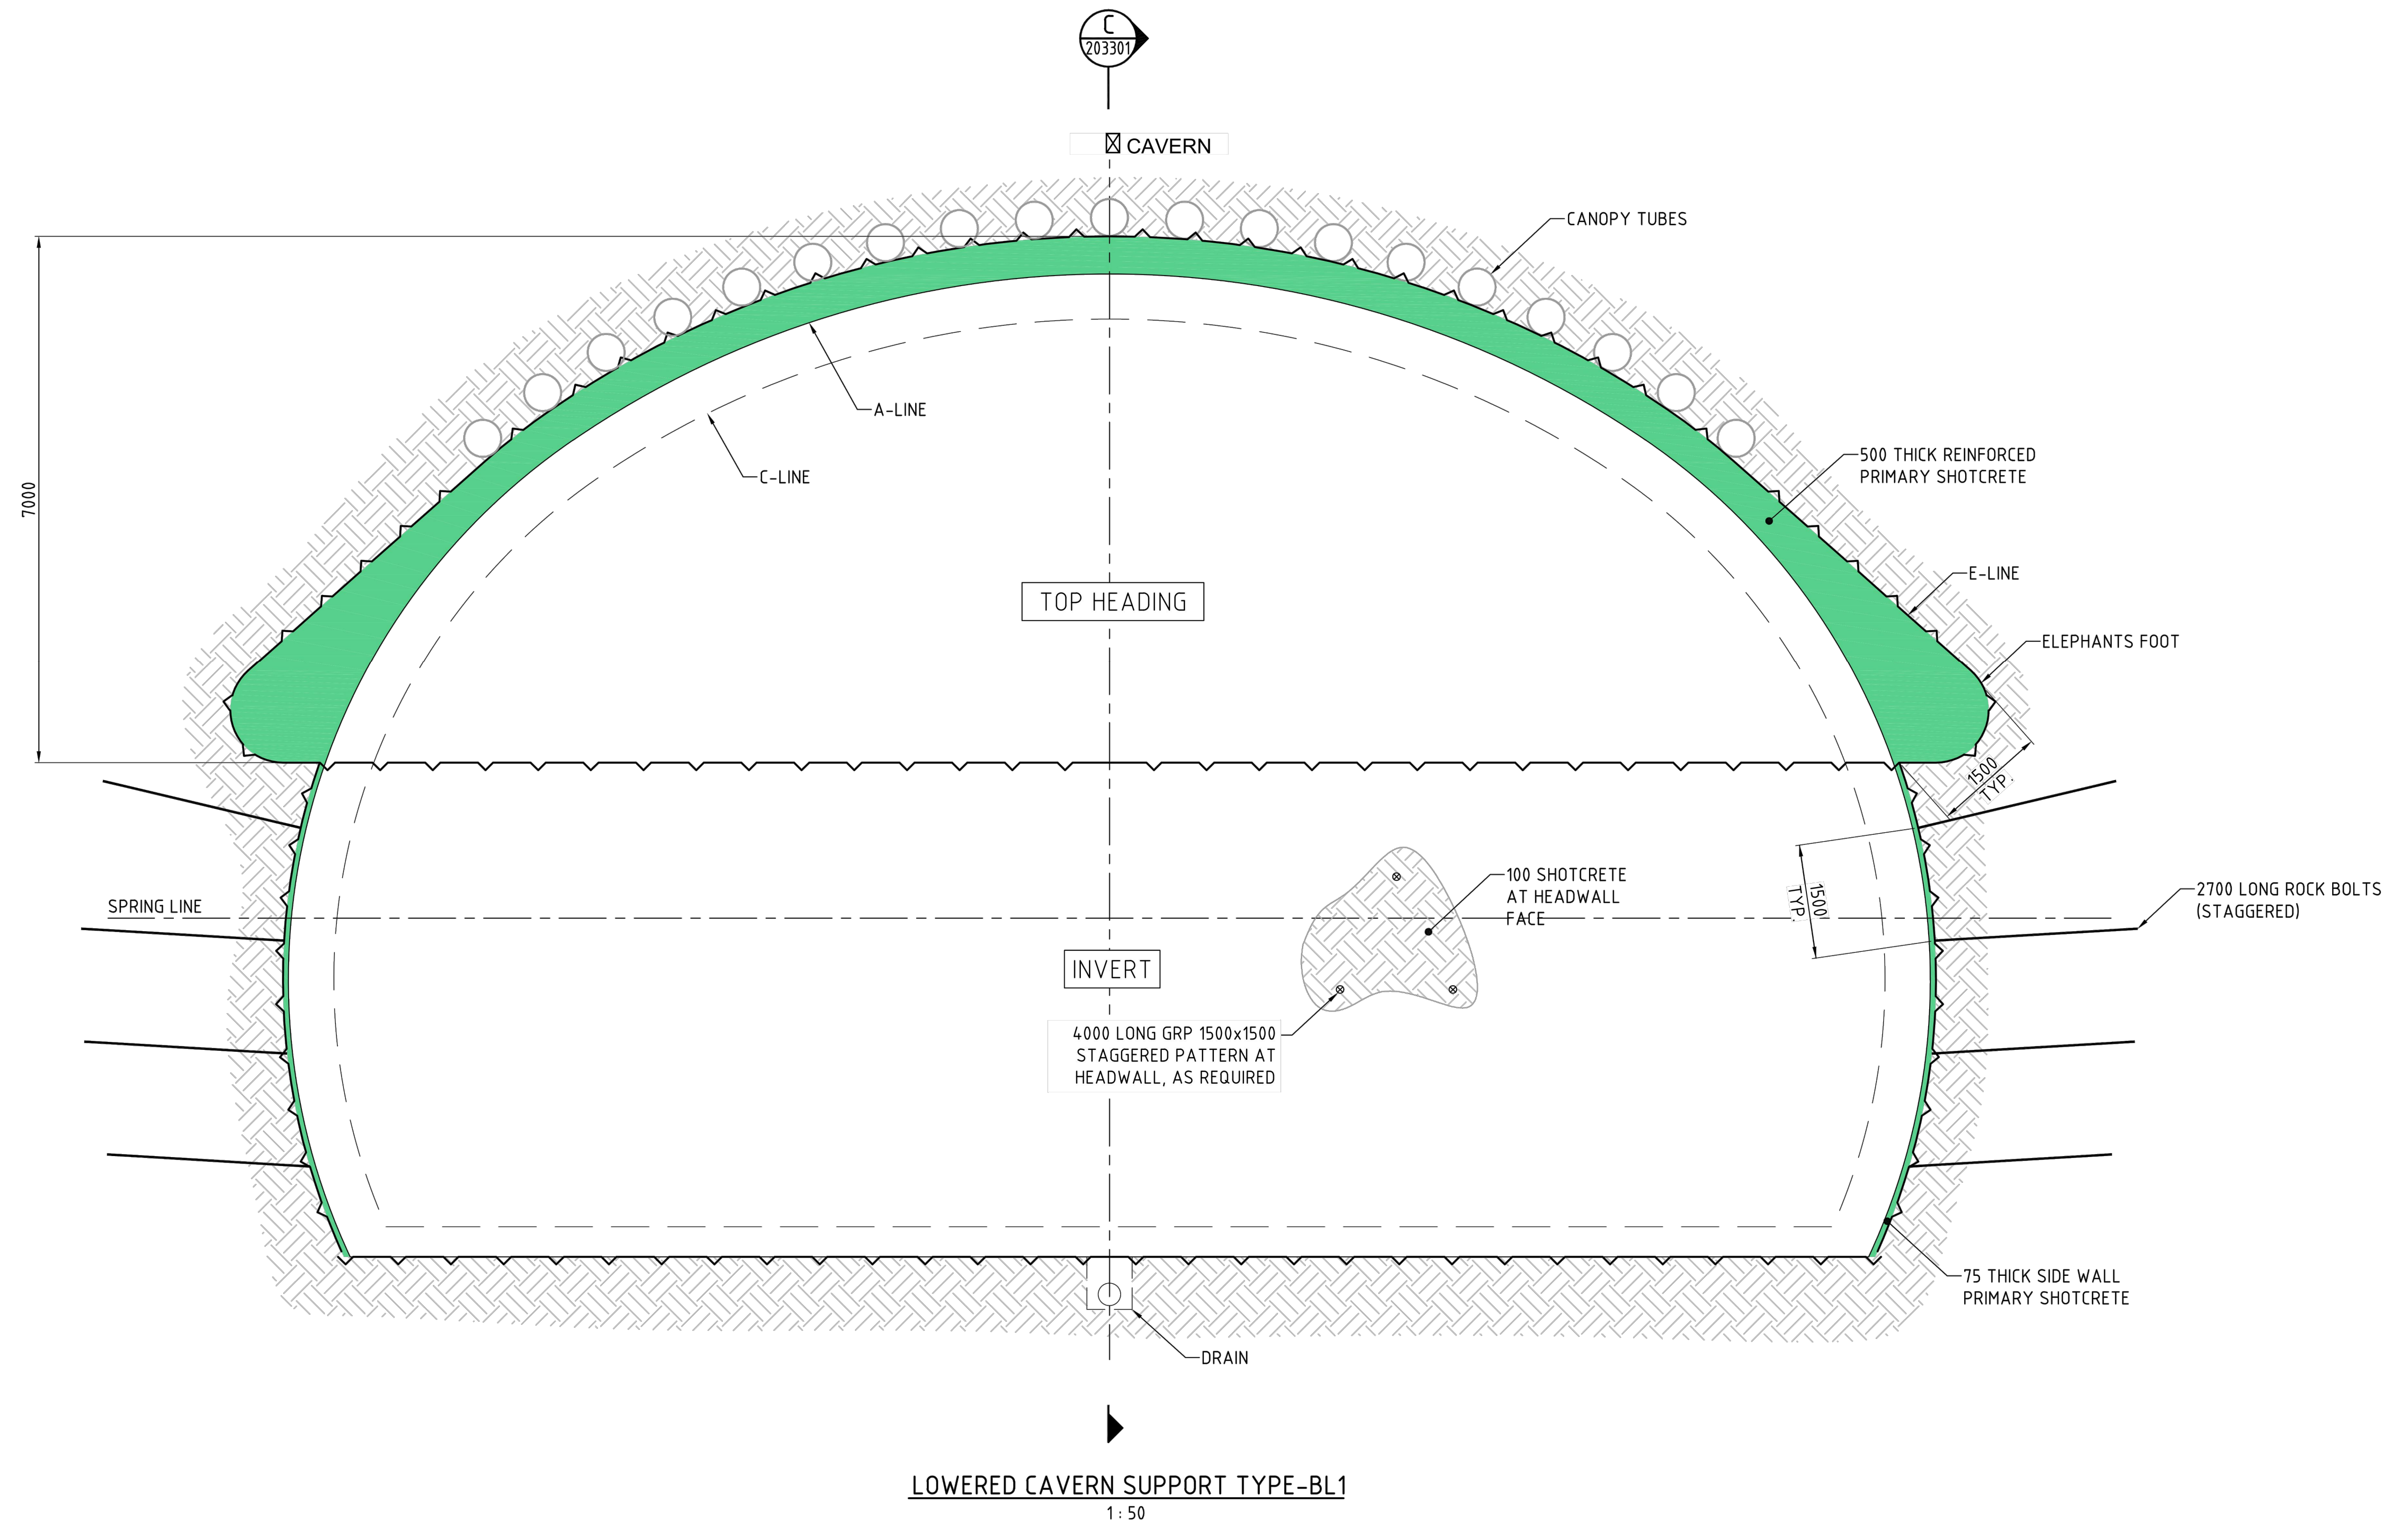 C
203301
CAVERN
CANOPY TUBES
A-LINE
C-LINE
500 THICK REINFORCED
PRIMARY SHOTCRETE
7000
E-LINE
TOP HEADING
ELEPHANTS FOOT
1500
TYP.
100 SHOTCRETE
AT HEADWALL
FACE
1500
TYP.
2700 LONG ROCK BOLTS
(STAGGERED)
SPRING LINE
INVERT
4000 LONG GRP 1500x1500
STAGGERED PATTERN AT
HEADWALL, AS REQUIRED
75 THICK SIDE WALL
PRIMARY SHOTCRETE
DRAIN
LOWERED CAVERN SUPPORT TYPE-BL1
1 : 50